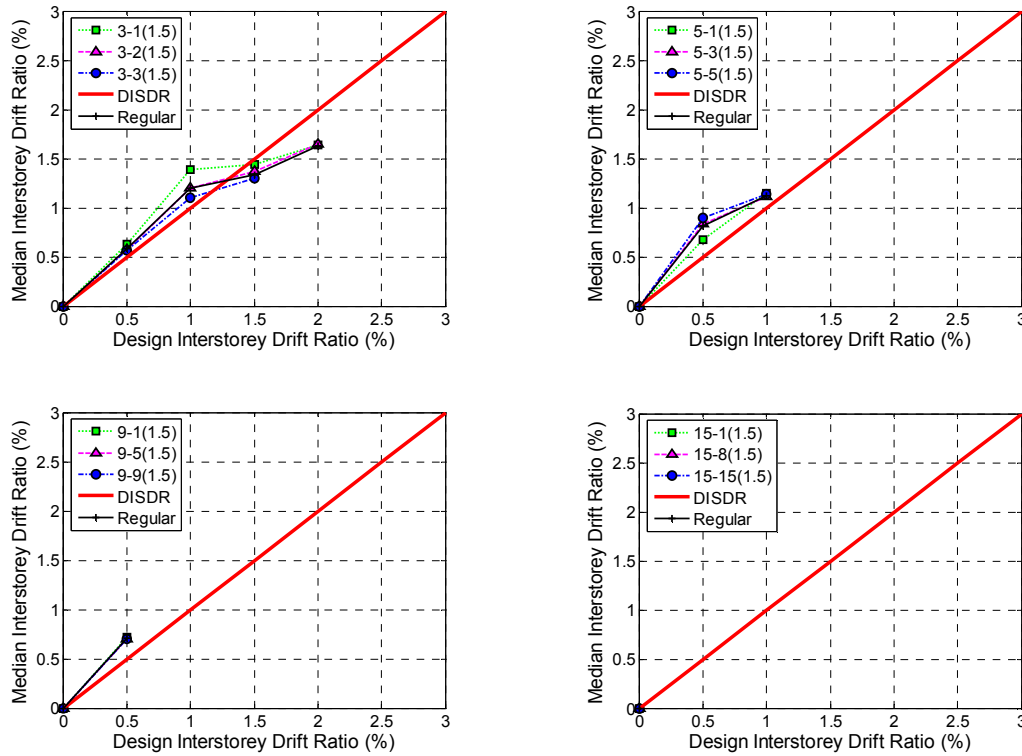 Median Interstorey Drift Ratio (%)
3
2.5
2
1.5
1
0.5
0
3-1(1.5)
3-2(1.5)
3-3(1.5)
DISDR
Regular
0 0.5 1 1.5 2 2.5 3
Design Interstorey Drift Ratio (%)
Median Interstorey Drift Ratio (%)
3
2.5
2
1.5
1
0.5
0
5-1(1.5)
5-3(1.5)
5-5(1.5)
DISDR
Regular
0 0.5 1 1.5 2 2.5 3
Design Interstorey Drift Ratio (%)
Median Interstorey Drift Ratio (%)
3
2.5
2
1.5
1
0.5
0
9-1(1.5)
9-5(1.5)
9-9(1.5)
DISDR
Regular
0 0.5 1 1.5 2 2.5 3
Design Interstorey Drift Ratio (%)
Median Interstorey Drift Ratio (%)
3
2.5
2
1.5
1
0.5
0
15-1(1.5)
15-8(1.5)
15-15(1.5)
DISDR
Regular
0 0.5 1 1.5 2 2.5 3
Design Interstorey Drift Ratio (%)